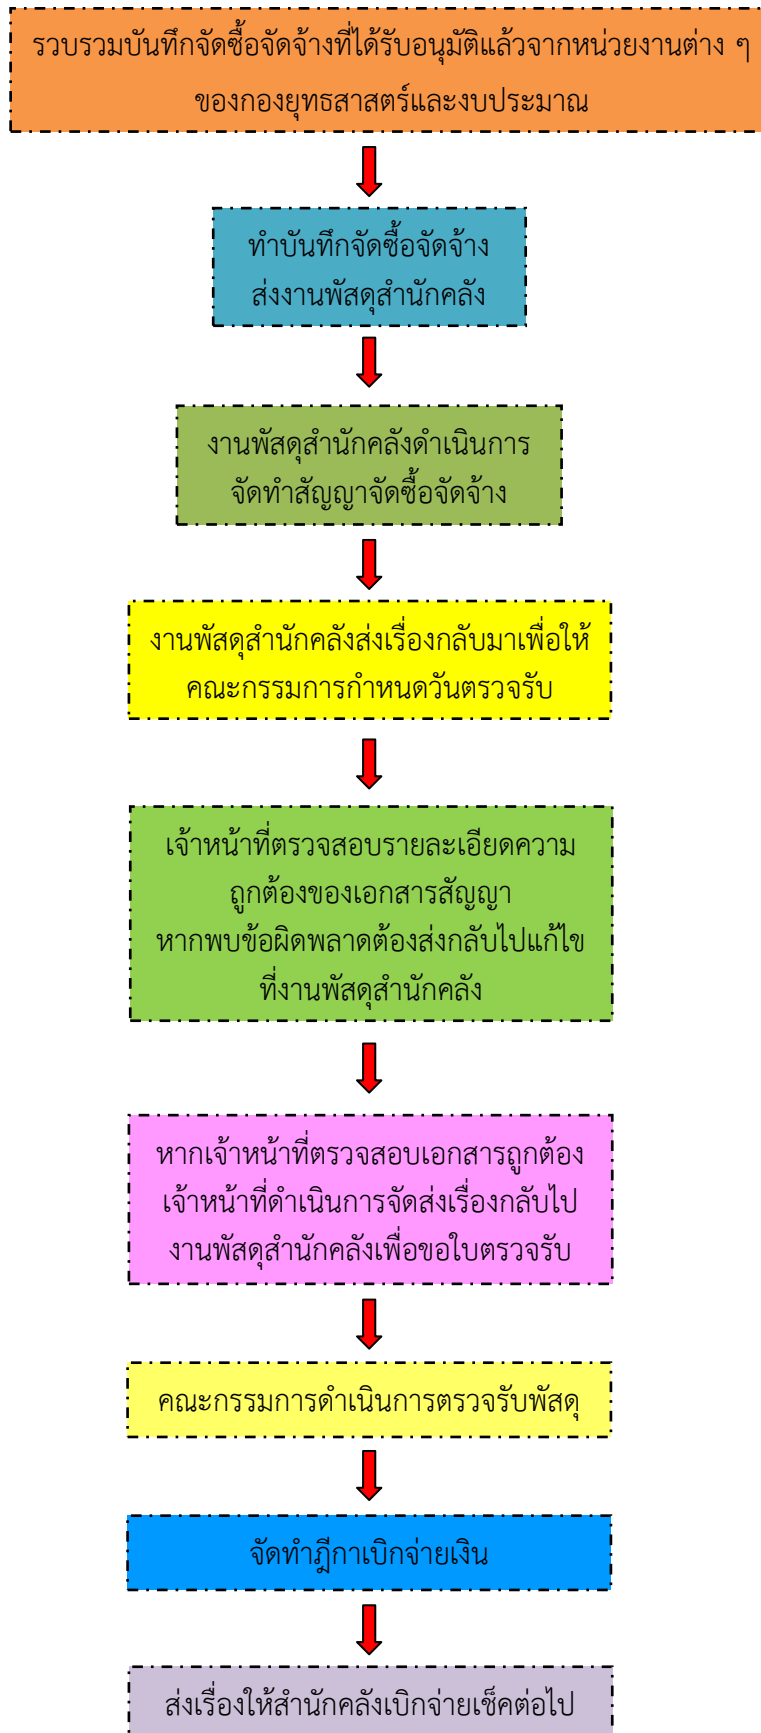 รวบรวมบันทึกจัดซื้อจัดจ้างที่ได้รับอนุมัติแล้วจากหน่วยงานต่าง ๆ
ของกองยุทธสาสตร์และงบประมาณ
ทำบันทึกจัดซื้อจัดจ้าง
ส่งงานพัสดุสำนักคลัง
งานพัสดุสำนักคลังดำเนินการ
จัดทำสัญญาจัดซื้อจัดจ้าง
งานพัสดุสำนักคลังส่งเรื่องกลับมาเพื่อให้
คณะกรรมการกำหนดวันตรวจรับ
เจ้าหน้าที่ตรวจสอบรายละเอียดความ
ถูกต้องของเอกสารสัญญา
หากพบข้อผิดพลาดต้องส่งกลับไปแก้ไข
ที่งานพัสดุสำนักคลัง
หากเจ้าหน้าที่ตรวจสอบเอกสารถูกต้อง
เจ้าหน้าที่ดำเนินการจัดส่งเรื่องกลับไป
งานพัสดุสำนักคลังเพื่อขอใบตรวจรับ
คณะกรรมการดำเนินการตรวจรับพัสดุ
จัดทำฎีกาเบิกจ่ายเงิน
ส่งเรื่องให้สำนักคลังเบิกจ่ายเช็คต่อไป